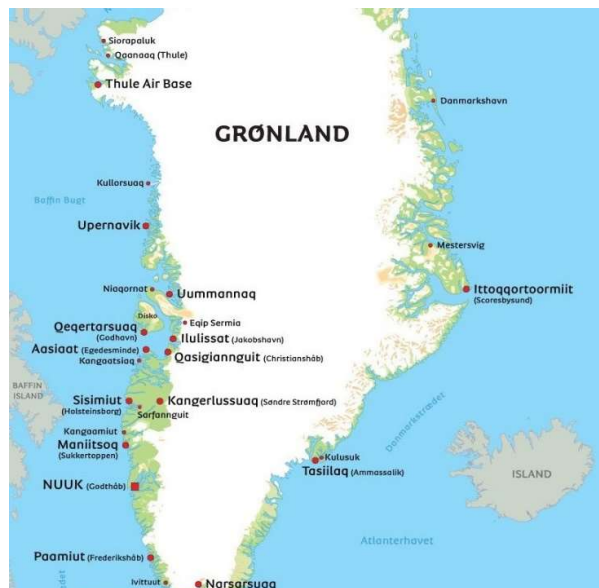 Siorapaluk
Qaanaaq (Thule)
Thule Air Base
Danmarkshavn
GRØNLAND
Kullorsuaq
Baffin Bugt
Upernavik
Mestersvig
Niaqornat
Uummannaq
Ittoqqortoormiit
(Scoresbysund)
Disko
Eqip Sermia
Qeqertarsuaq
(Godhavn)
Ilulissat (Jakobshavn)
Aasiaat (Egedesminde)
Qasigiannguit (Christianshåb)
Kangaatsiaq
BAFFIN
ISLAND
Sisimiut
(Holsteinsborg)
Kangerlussuaq (Søndre Strømfjord)
Sarfannguit
Danmarkstrædet
Kangaamiut
Maniitsoq
(Sukkertoppen)
Kulusuk
Tasiilaq (Ammassalik)
ISLAND
NUUK (Godthåb)
Atlanterhavet
Paamiut (Frederikshåb)
Ivittuut
Narsarsuaq